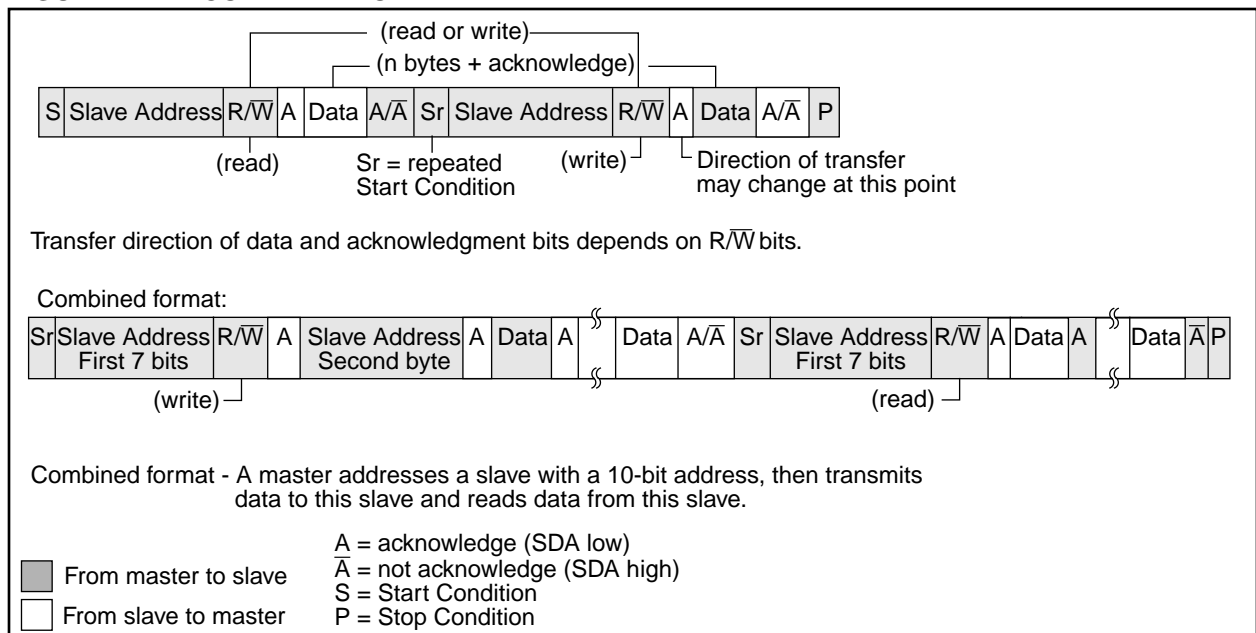 (read or write)
(n bytes + acknowledge)
S Slave Address R/W̅ A Data A/A̅ Sr Slave Address R/W̅ A Data A/A̅ P
(read) Sr = repeated Start Condition (write) Direction of transfer may change at this point
Transfer direction of data and acknowledgment bits depends on R/W̅ bits.
Combined format:
Sr Slave Address First 7 bits R/W̅ A Slave Address Second byte A Data A Data A/A̅ Sr Slave Address First 7 bits R/W̅ A Data A Data A̅ P
(write) (read)
Combined format - A master addresses a slave with a 10-bit address, then transmits
data to this slave and reads data from this slave.
A = acknowledge (SDA low)
A̅ = not acknowledge (SDA high)
S = Start Condition
P = Stop Condition
From master to slave
From slave to master